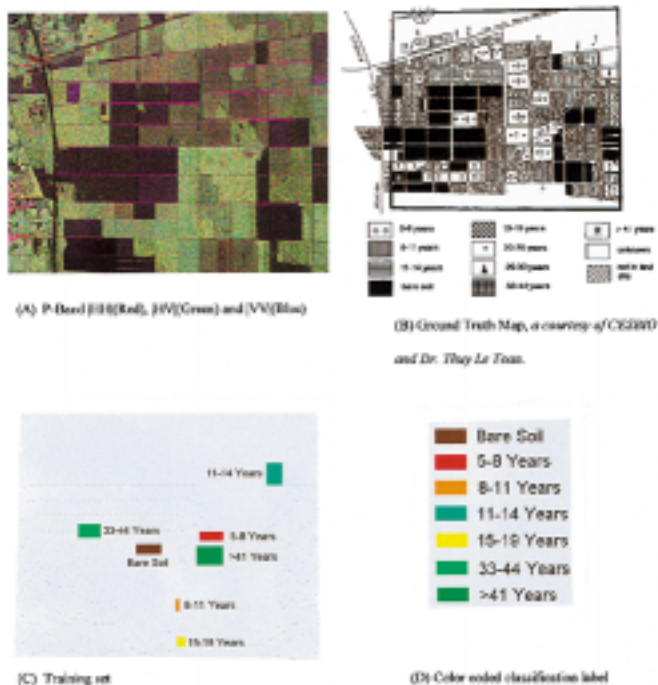 (A) P-Band |HH|(Red), |HV|(Green) and |VV|(Blue)
5-8 years
8-11 years
11-14 years
bare soil
15-19 years
33-44 years
> 41 years
unknown
(B) Ground Truth Map, a courtesy of CESBIO
and Dr. Thuy Le Toan.
11-14 Years
33-44 Years
Bare Soil
5-8 Years
>41 Years
8-11 Years
15-19 Years
(C) Training set
Bare Soil
5-8 Years
8-11 Years
11-14 Years
15-19 Years
33-44 Years
>41 Years
(D) Color coded classification label